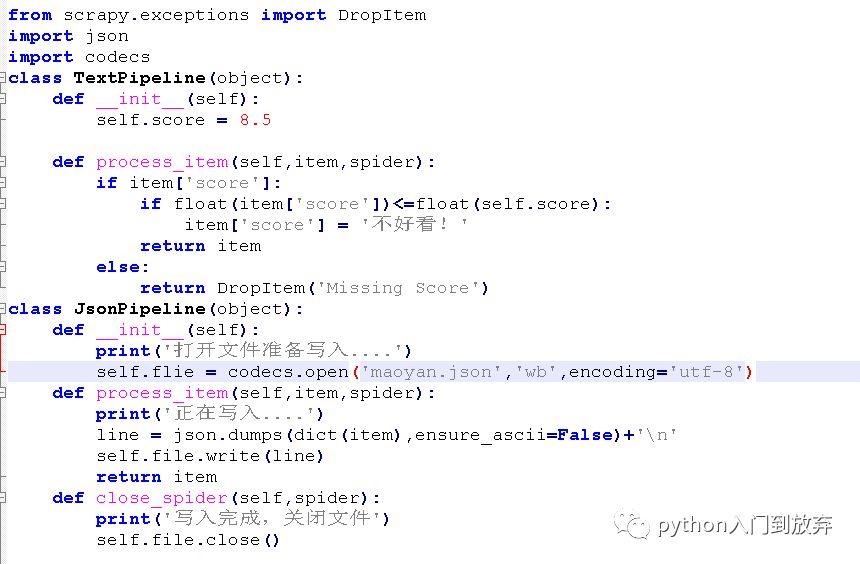 from scrapy.exceptions import DropItem
import json
import codecs
class TextPipeline(object):
    def __init__(self):
        self.score = 8.5

    def process_item(self,item,spider):
        if item['score']:
            if float(item['score'])<=float(self.score):
                item['score'] = '不好看！'
            return item
        else:
            return DropItem('Missing Score')
class JsonPipeline(object):
    def __init__(self):
        print('打开文件准备写入....')
        self.flie = codecs.open('maoyan.json','wb',encoding='utf-8')
    def process_item(self,item,spider):
        print('正在写入....')
        line = json.dumps(dict(item),ensure_ascii=False)+'\n'
        self.file.write(line)
        return item
    def close_spider(self,spider):
        print('写入完成，关闭文件')
        self.file.close()
python入门到放弃